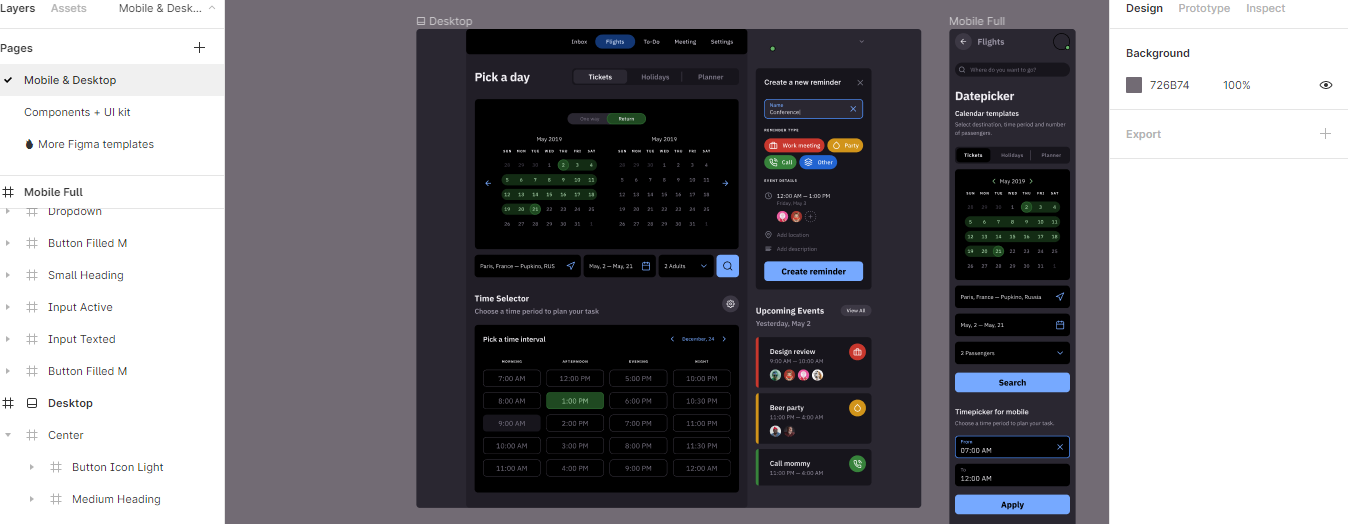 Layers Assets Mobile & Desk...
Pages
Mobile & Desktop
Components + UI kit
More Figma templates
Mobile Full
Dropdown
Button Filled M
Small Heading
Input Active
Input Texted
Button Filled M
Desktop
Center
Button Icon Light
Medium Heading
Desktop
Inbox Flights To-Do Meeting Settings
Pick a day
Tickets Holidays Planner
One way Return
May 2019 May 2019
SUN MON TUE WED THU FRI SAT SUN MON TUE WED THU FRI SAT
28 29 30 1 2 3 4 28 29 30 1 2 3 4
5 6 7 8 9 10 11 5 6 7 8 9 10 11
12 13 14 15 16 17 18 12 13 14 15 16 17 18
19 20 21 22 23 24 25 19 20 21 22 23 24 25
26 27 28 29 30 31 1 26 27 28 29 30 31 1
Paris, France — Pupkino, RUS May, 2 — May, 21 2 Adults
Time Selector
Choose a time period to plan your task
Pick a time interval December, 24
MORNING AFTERNOON EVENING NIGHT
7:00 AM 12:00 PM 5:00 PM 10:00 PM
8:00 AM 1:00 PM 6:00 PM 10:30 PM
9:00 AM 2:00 PM 7:00 PM 11:00 PM
10:00 AM 3:00 PM 8:00 PM 11:30 PM
11:00 AM 4:00 PM 9:00 PM 12:00 AM
Create a new reminder
Name
Conference
REMINDER TYPE
Work meeting Party
Call Other
EVENT DETAILS
12:00 AM — 1:00 PM
Friday, May 2
Add location
Add description
Create reminder
Upcoming Events View All
Yesterday, May 2
Design review
9:00 AM — 10:00 AM
Beer party
11:00 PM — 4:00 AM
Call mommy
11:00 PM — 4:00 AM
Mobile Full
Flights
Where do you want to go?
Datepicker
Calendar templates
Select destination, time period and number
of passengers.
Tickets Holidays Planner
May 2019
SUN MON TUE WED THU FRI SAT
28 29 30 1 2 3 4
5 6 7 8 9 10 11
12 13 14 15 16 17 18
19 20 21 22 23 24 25
26 27 28 29 30 31 1
Paris, France — Pupkino, Russia
May, 2 — May, 21
2 Passengers
Search
Timepicker for mobile
Choose a time period to plan your task.
From
07:00 AM
To
12:00 AM
Apply
Design Prototype Inspect
Background
726B74 100%
Export